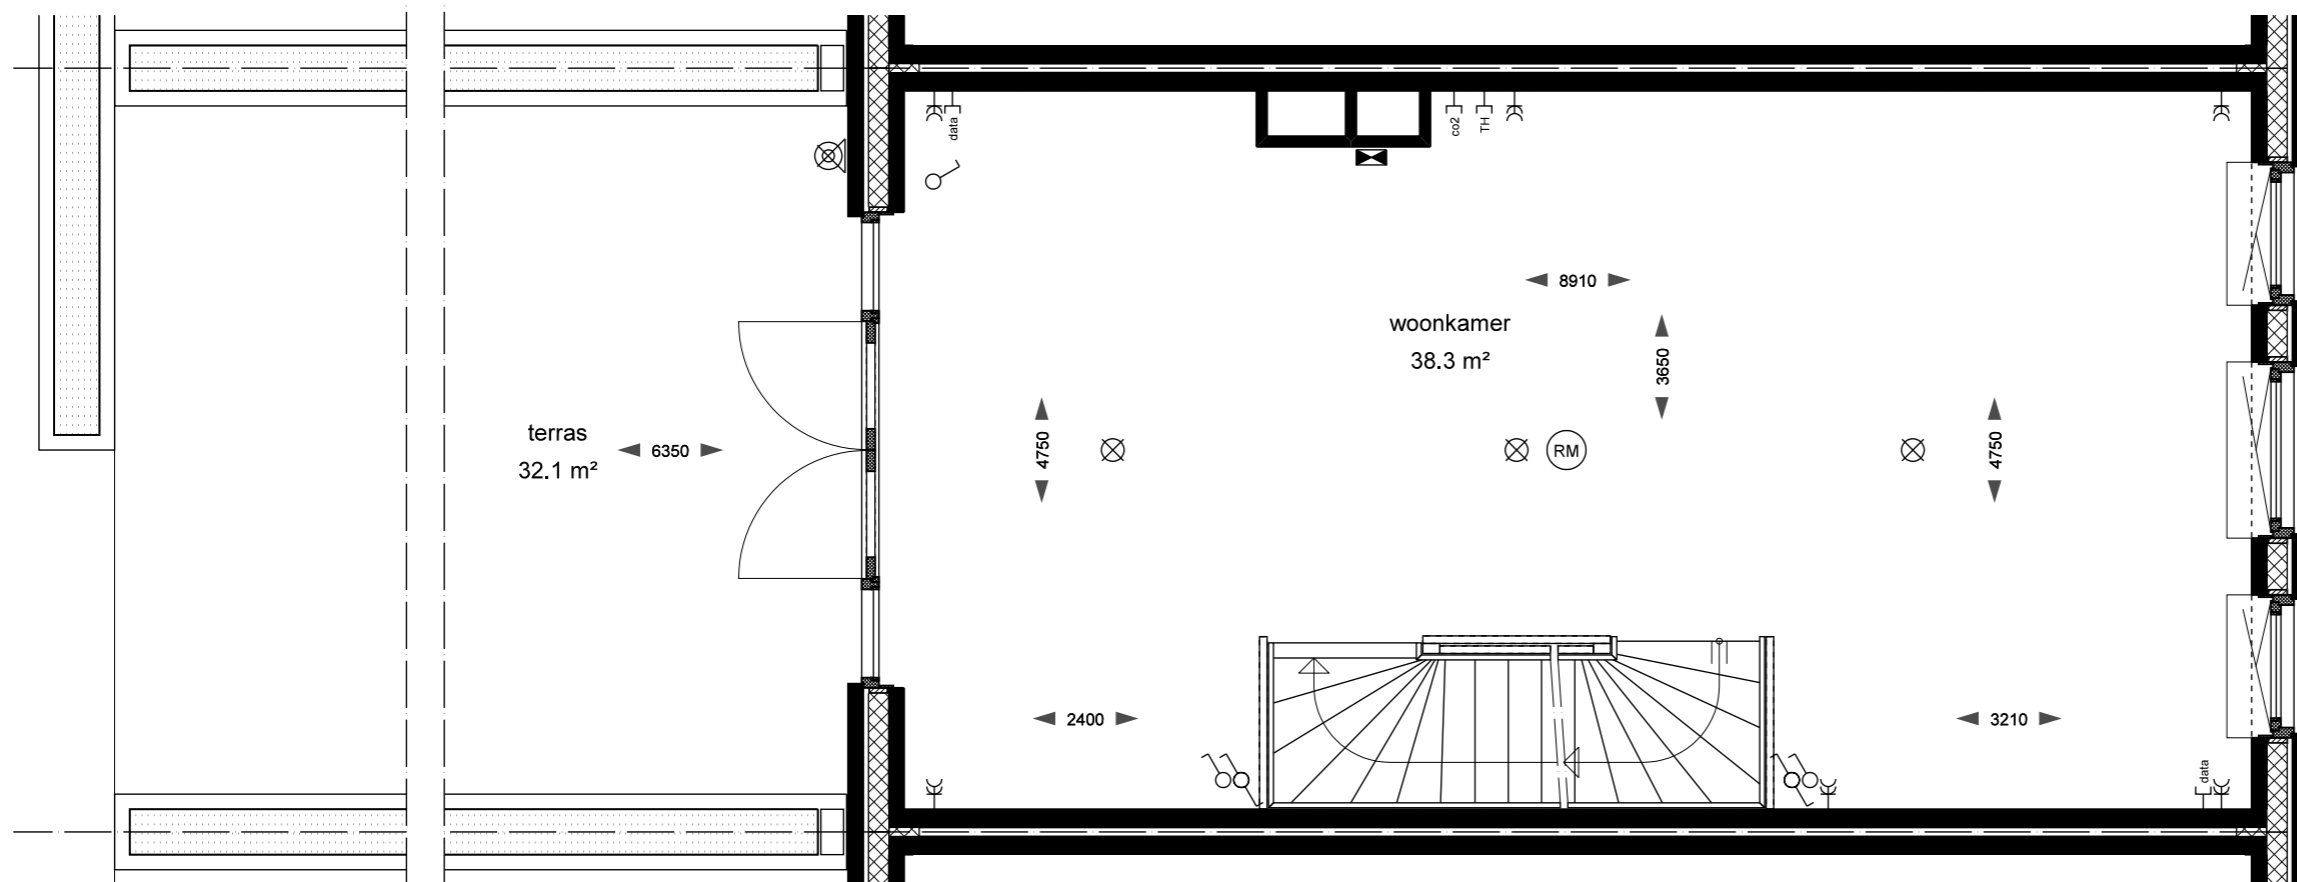 data
co2
TH
8910
woonkamer
38.3 m²
3650
terras
32.1 m²
6350
4750
RM
4750
2400
3210
data